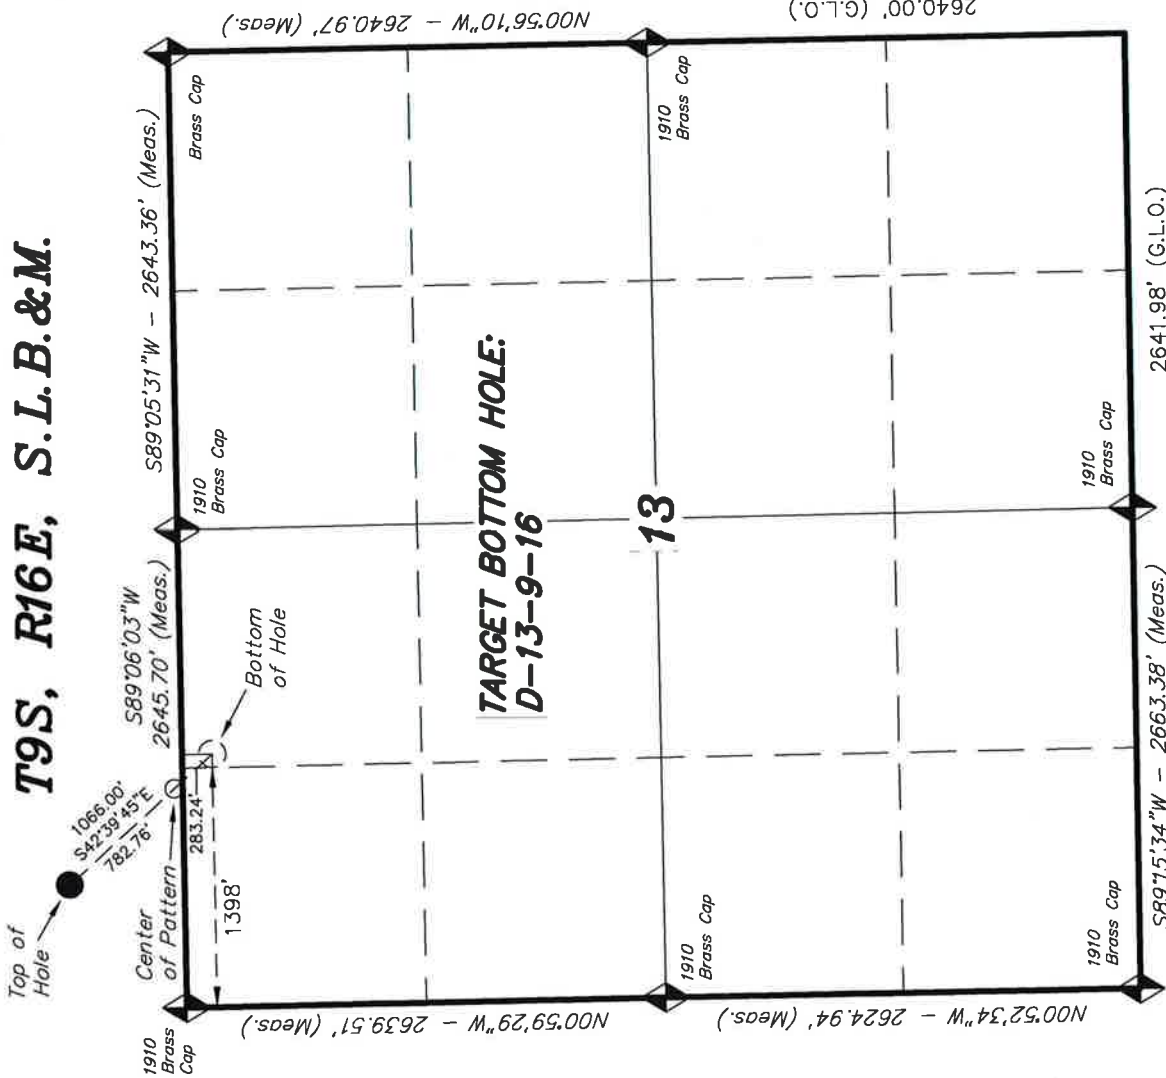 T9S, R16E, S.L.B.&M.
N00°56'10"W - 2640.97' (Meas.)
2640.00' (G.L.O.)
S89°05'31"W - 2643.36' (Meas.)
Brass Cap
1910
Brass Cap
1910
Brass Cap
S89°06'03"W
2645.70' (Meas.)
Top of
Hole
1066.00'
S42°39'45"E
782.76'
Center
of Pattern
283.24'
1398'
Bottom
of Hole
1910
Brass
Cap
TARGET BOTTOM HOLE:
D-13-9-16
13
N00°59'29"W - 2639.51' (Meas.)
1910
Brass Cap
N00°52'34"W - 2624.94' (Meas.)
1910
Brass Cap
1910
Brass Cap
S89°15'34"W - 2663.38' (Meas.)
2641.98' (G.L.O.)